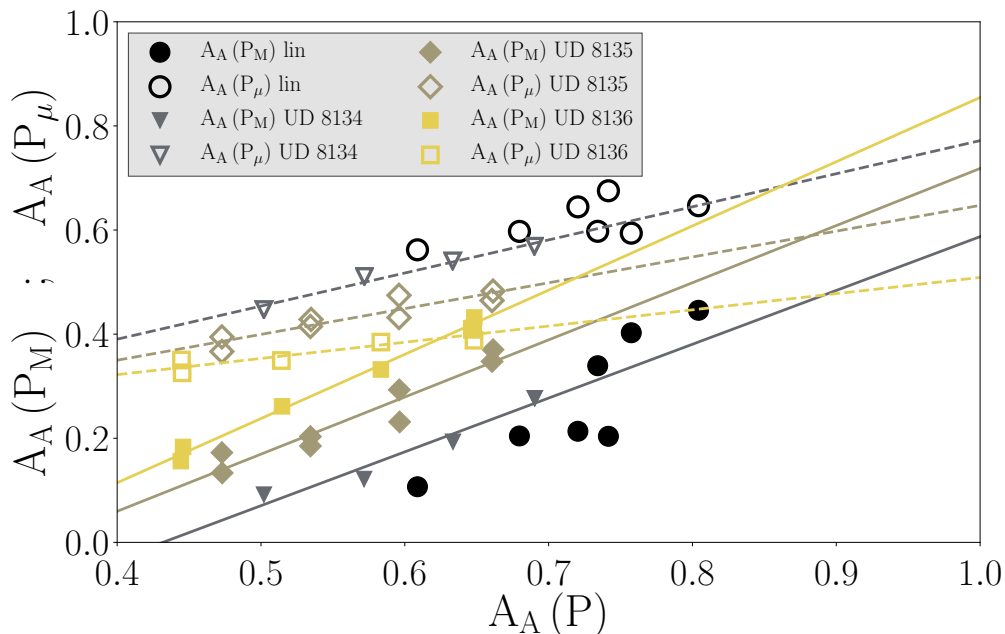 A_A (P_M) ; A_A (P_μ)
1.0
0.8
0.6
0.4
0.2
0.0
A_A (P_M) lin
A_A (P_μ) lin
A_A (P_M) UD 8134
A_A (P_μ) UD 8134
A_A (P_M) UD 8135
A_A (P_μ) UD 8135
A_A (P_M) UD 8136
A_A (P_μ) UD 8136
0.4 0.5 0.6 0.7 0.8 0.9 1.0
A_A (P)